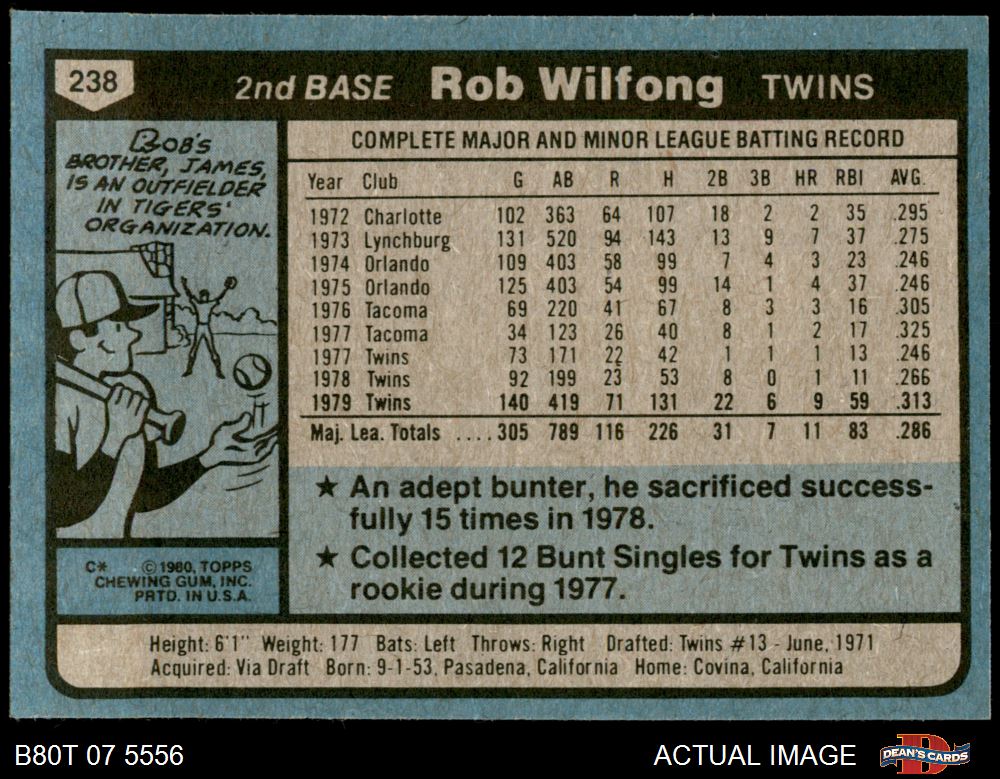 238
2nd BASE Rob Wilfong TWINS
BOB'S
BROTHER, JAMES,
IS AN OUTFIELDER
IN TIGERS'
ORGANIZATION.
COMPLETE MAJOR AND MINOR LEAGUE BATTING RECORD
Year Club G AB R H 2B 3B HR RBI AVG.
1972 Charlotte 102 363 64 107 18 2 2 35 .295
1973 Lynchburg 131 520 94 143 13 9 7 37 .275
1974 Orlando 109 403 58 99 7 4 3 23 .246
1975 Orlando 125 403 54 99 14 1 4 37 .246
1976 Tacoma 69 220 41 67 8 3 3 16 .305
1977 Tacoma 34 123 26 40 8 1 2 17 .325
1977 Twins 73 171 22 42 1 1 1 13 .246
1978 Twins 92 199 23 53 8 0 1 11 .266
1979 Twins 140 419 71 131 22 6 9 59 .313
Maj. Lea. Totals ....305 789 116 226 31 7 11 83 .286
★ An adept bunter, he sacrificed success-
fully 15 times in 1978.
★ Collected 12 Bunt Singles for Twins as a
rookie during 1977.
C* © 1980, TOPPS
CHEWING GUM, INC.
PRTD. IN U.S.A.
Height: 6'1" Weight: 177 Bats: Left Throws: Right Drafted: Twins #13 - June, 1971
Acquired: Via Draft Born: 9-1-53, Pasadena, California Home: Covina, California
B80T 07 5556
ACTUAL IMAGE
DEAN'S CARDS